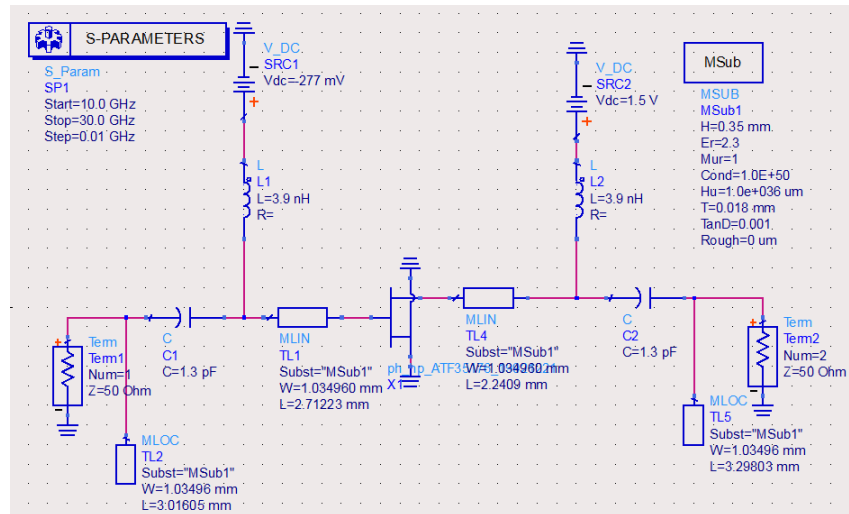 S-PARAMETERS
S_Param
SP1
Start=10.0 GHz
Stop=30.0 GHz
Step=0.01 GHz
V_DC
SRC1
Vdc=-277 mV
V_DC
SRC2
Vdc=1.5 V
MSub
MSUB
MSub1
H=0.35 mm
Er=2.3
Mur=1
Cond=1.0E+50
Hu=1.0e+036 um
T=0.018 mm
TanD=0.001
Rough=0 um
L
L1
L=3.9 nH
R=
L
L2
L=3.9 nH
R=
Term
Term1
Num=1
Z=50 Ohm
C
C1
C=1.3 pF
MLIN
TL1
Subst="MSub1"
W=1.034960 mm
L=2.71223 mm
X1
MLIN
TL4
Subst="MSub1"
W=1.034960 mm
L=2.2409 mm
C
C2
C=1.3 pF
Term
Term2
Num=2
Z=50 Ohm
MLOC
TL2
Subst="MSub1"
W=1.03496 mm
L=3.01605 mm
MLOC
TL5
Subst="MSub1"
W=1.03496 mm
L=3.29803 mm